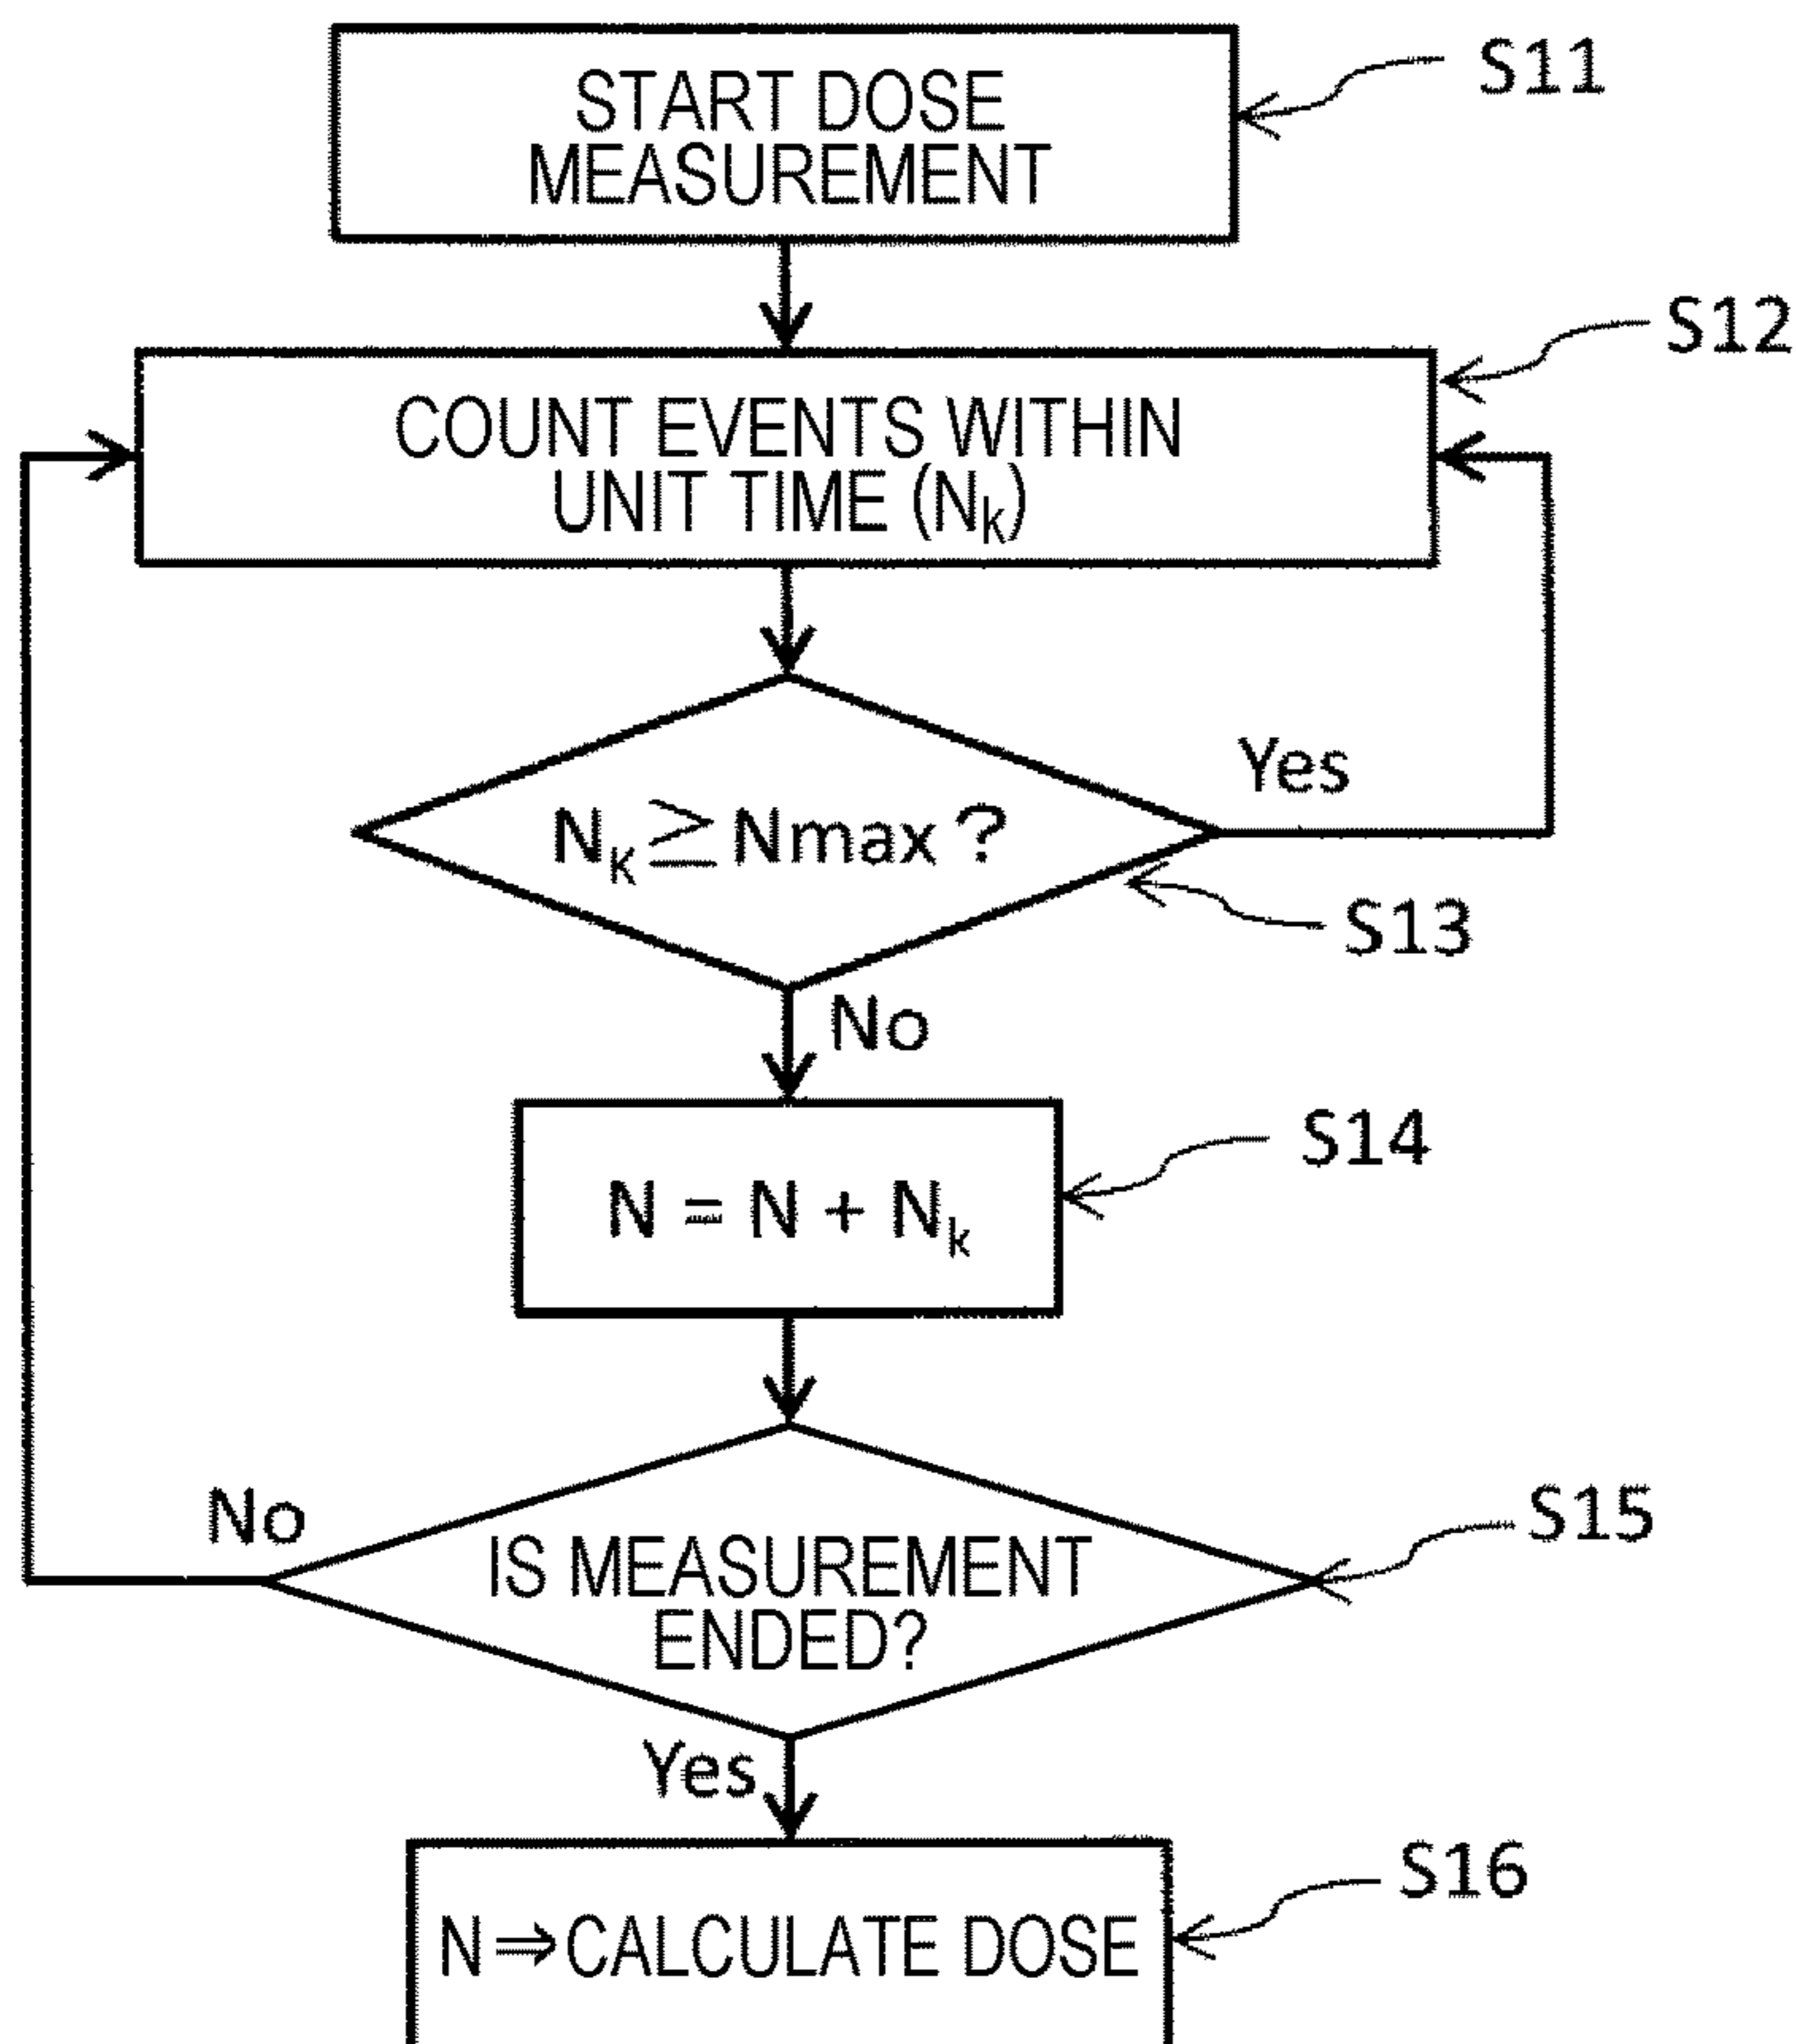 START DOSE
MEASUREMENT
S11
COUNT EVENTS WITHIN
UNIT TIME (Nk)
S12
Nk ≧ Nmax ?
Yes
S13
No
N = N + Nk
S14
IS MEASUREMENT
ENDED?
No
S15
Yes
N⇒CALCULATE DOSE
S16